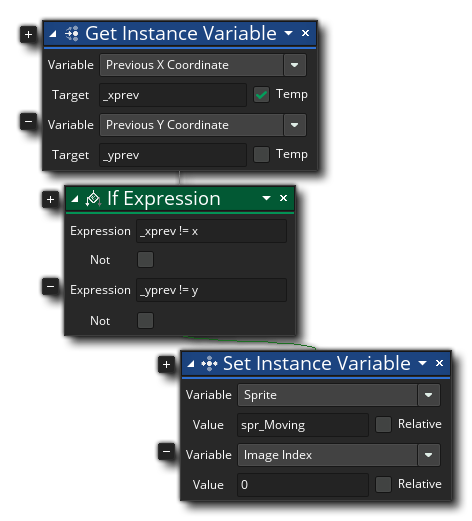 Get Instance Variable
Variable Previous X Coordinate
Target _xprev Temp
Variable Previous Y Coordinate
Target _yprev Temp
If Expression
Expression _xprev != x
Not
Expression _yprev != y
Not
Set Instance Variable
Variable Sprite
Value spr_Moving Relative
Variable Image Index
Value 0 Relative